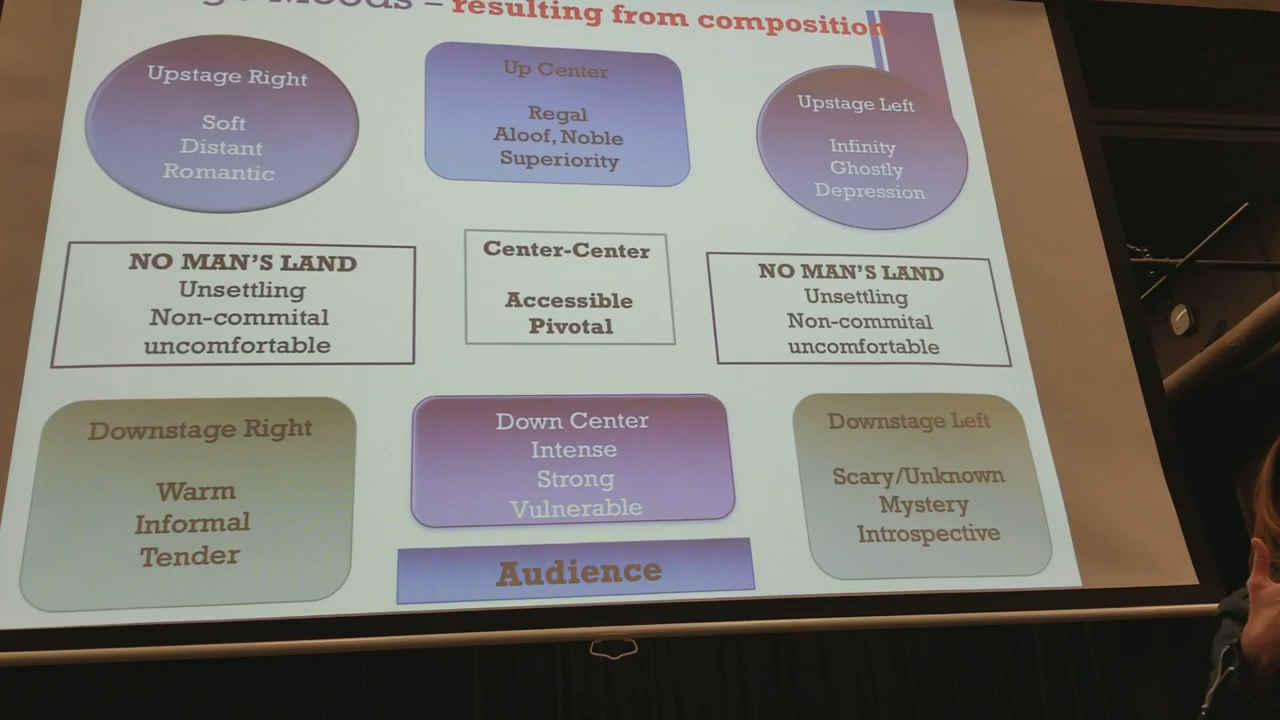 Moods – resulting from composition
Upstage Right
Soft
Distant
Romantic
Up Center
Regal
Aloof, Noble
Superiority
Upstage Left
Infinity
Ghostly
Depression
NO MAN'S LAND
Unsettling
Non-commital
uncomfortable
Center-Center
Accessible
Pivotal
NO MAN'S LAND
Unsettling
Non-commital
uncomfortable
Downstage Right
Warm
Informal
Tender
Down Center
Intense
Strong
Vulnerable
Downstage Left
Scary/Unknown
Mystery
Introspective
Audience